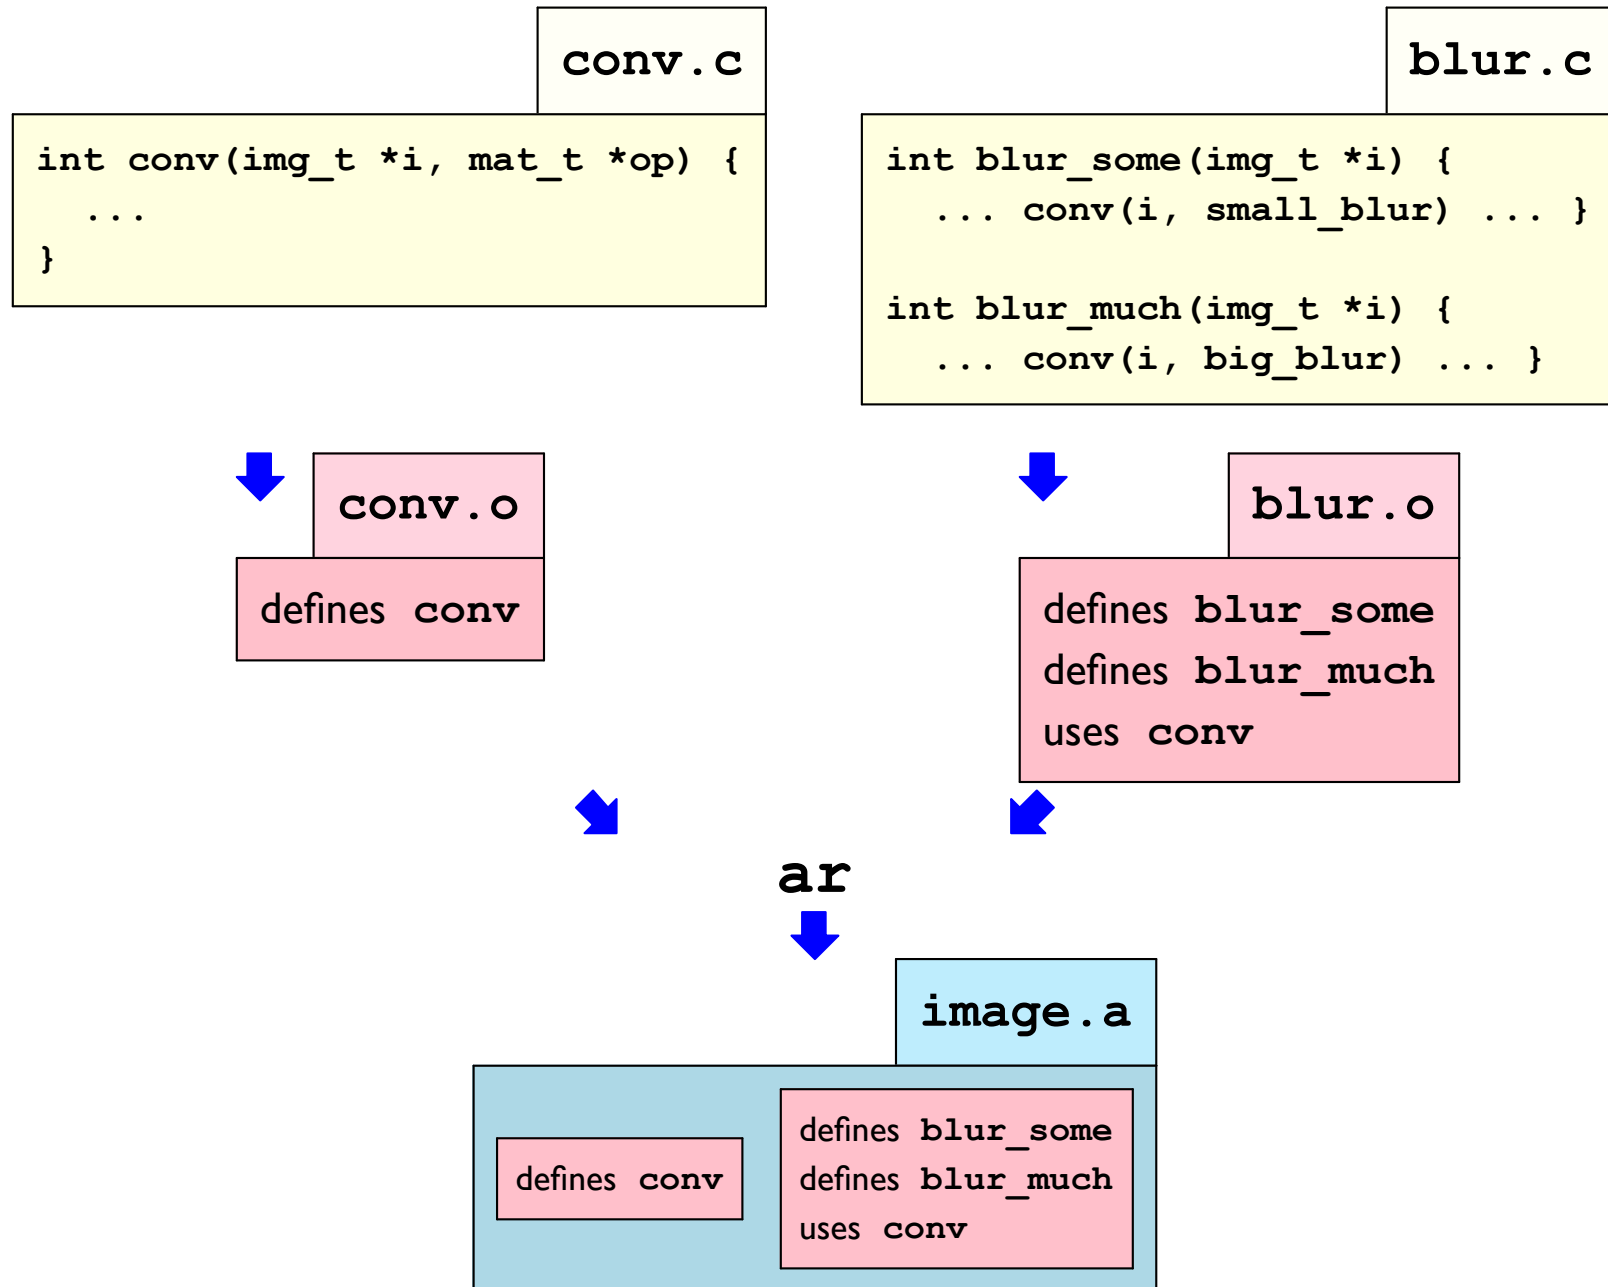 conv.c
int conv(img_t *i, mat_t *op) {
  ...
}
blur.c
int blur_some(img_t *i) {
  ... conv(i, small_blur) ... }

int blur_much(img_t *i) {
  ... conv(i, big_blur) ... }
conv.o
defines conv
blur.o
defines blur_some
defines blur_much
uses conv
ar
image.a
defines conv
defines blur_some
defines blur_much
uses conv